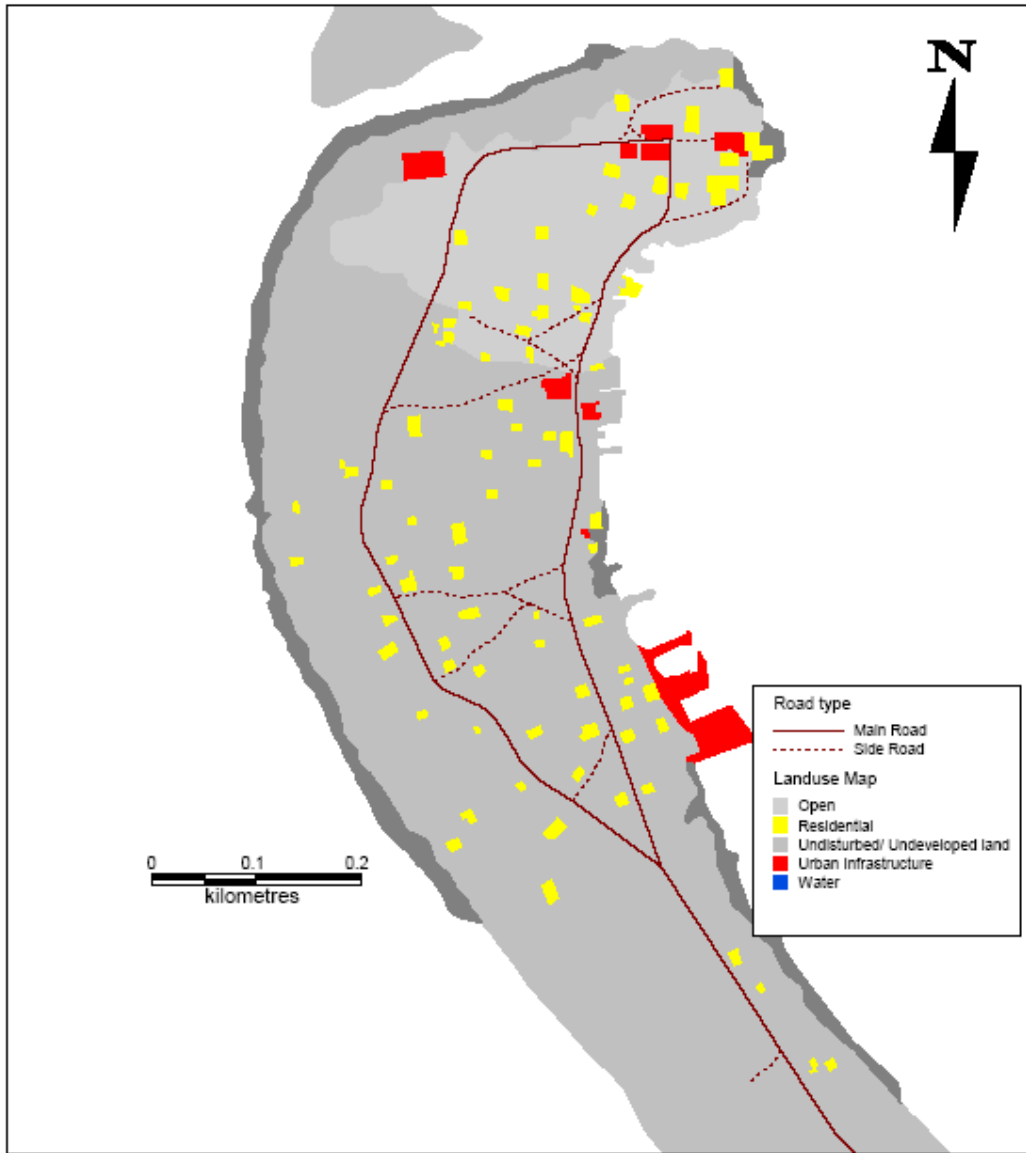 N
Road type
Main Road
Side Road
Landuse Map
Open
Residential
Undisturbed/ Undeveloped land
Urban Infrastructure
Water
0 0.1 0.2
kilometres